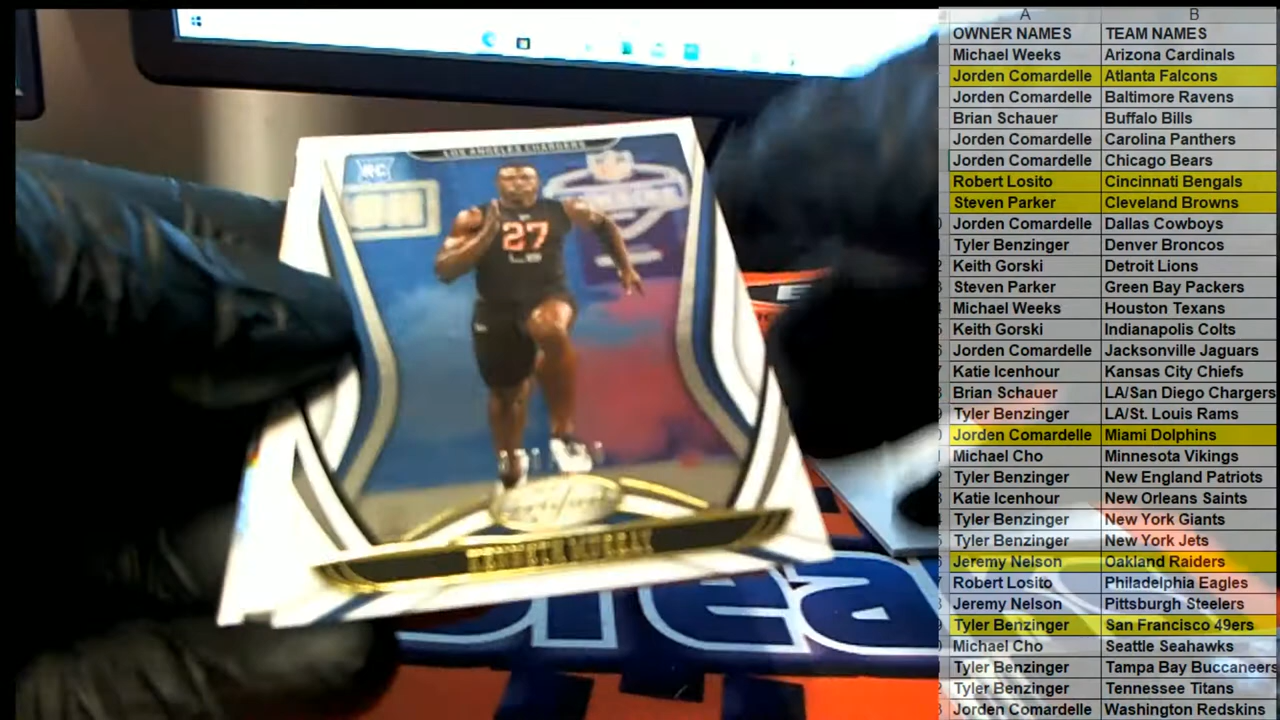 LOS ANGELES CHARGERS
RC
27
LB
KENNETH MURRAY
A B
OWNER NAMES TEAM NAMES
Michael Weeks Arizona Cardinals
Jorden Comardelle Atlanta Falcons
Jorden Comardelle Baltimore Ravens
Brian Schauer Buffalo Bills
Jorden Comardelle Carolina Panthers
Jorden Comardelle Chicago Bears
Robert Losito Cincinnati Bengals
Steven Parker Cleveland Browns
Jorden Comardelle Dallas Cowboys
Tyler Benzinger Denver Broncos
Keith Gorski Detroit Lions
Steven Parker Green Bay Packers
Michael Weeks Houston Texans
Keith Gorski Indianapolis Colts
Jorden Comardelle Jacksonville Jaguars
Katie Icenhour Kansas City Chiefs
Brian Schauer LA/San Diego Chargers
Tyler Benzinger LA/St. Louis Rams
Jorden Comardelle Miami Dolphins
Michael Cho Minnesota Vikings
Tyler Benzinger New England Patriots
Katie Icenhour New Orleans Saints
Tyler Benzinger New York Giants
Tyler Benzinger New York Jets
Jeremy Nelson Oakland Raiders
Robert Losito Philadelphia Eagles
Jeremy Nelson Pittsburgh Steelers
Tyler Benzinger San Francisco 49ers
Michael Cho Seattle Seahawks
Tyler Benzinger Tampa Bay Buccaneers
Tyler Benzinger Tennessee Titans
Jorden Comardelle Washington Redskins